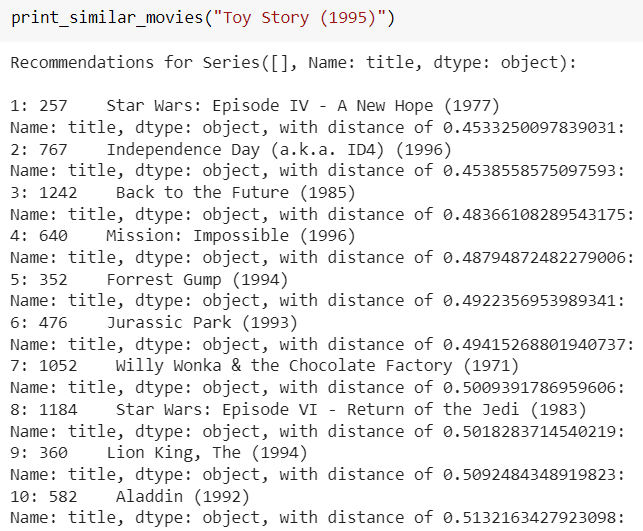 print_similar_movies("Toy Story (1995)")
Recommendations for Series([], Name: title, dtype: object):
1: 257    Star Wars: Episode IV - A New Hope (1977)
Name: title, dtype: object, with distance of 0.4533250097839031:
2: 767    Independence Day (a.k.a. ID4) (1996)
Name: title, dtype: object, with distance of 0.4538558575097593:
3: 1242    Back to the Future (1985)
Name: title, dtype: object, with distance of 0.48366108289543175:
4: 640    Mission: Impossible (1996)
Name: title, dtype: object, with distance of 0.48794872482279006:
5: 352    Forrest Gump (1994)
Name: title, dtype: object, with distance of 0.4922356953989341:
6: 476    Jurassic Park (1993)
Name: title, dtype: object, with distance of 0.49415268801940737:
7: 1052    Willy Wonka & the Chocolate Factory (1971)
Name: title, dtype: object, with distance of 0.5009391786959606:
8: 1184    Star Wars: Episode VI - Return of the Jedi (1983)
Name: title, dtype: object, with distance of 0.5018283714540219:
9: 360    Lion King, The (1994)
Name: title, dtype: object, with distance of 0.5092484348919823:
10: 582    Aladdin (1992)
Name: title, dtype: object, with distance of 0.5132163427923098: